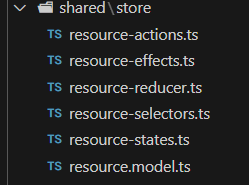 shared\store
TS resource-actions.ts
TS resource-effects.ts
TS resource-reducer.ts
TS resource-selectors.ts
TS resource-states.ts
TS resource.model.ts